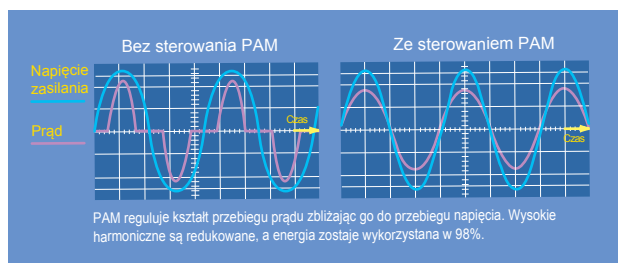 Bez sterowania PAM
Ze sterowaniem PAM
Napięcie
zasilania
Prąd
Czas
Czas
PAM reguluje kształt przebiegu prądu zbliżając go do przebiegu napięcia. Wysokie
harmoniczne są redukowane, a energia zostaje wykorzystana w 98%.